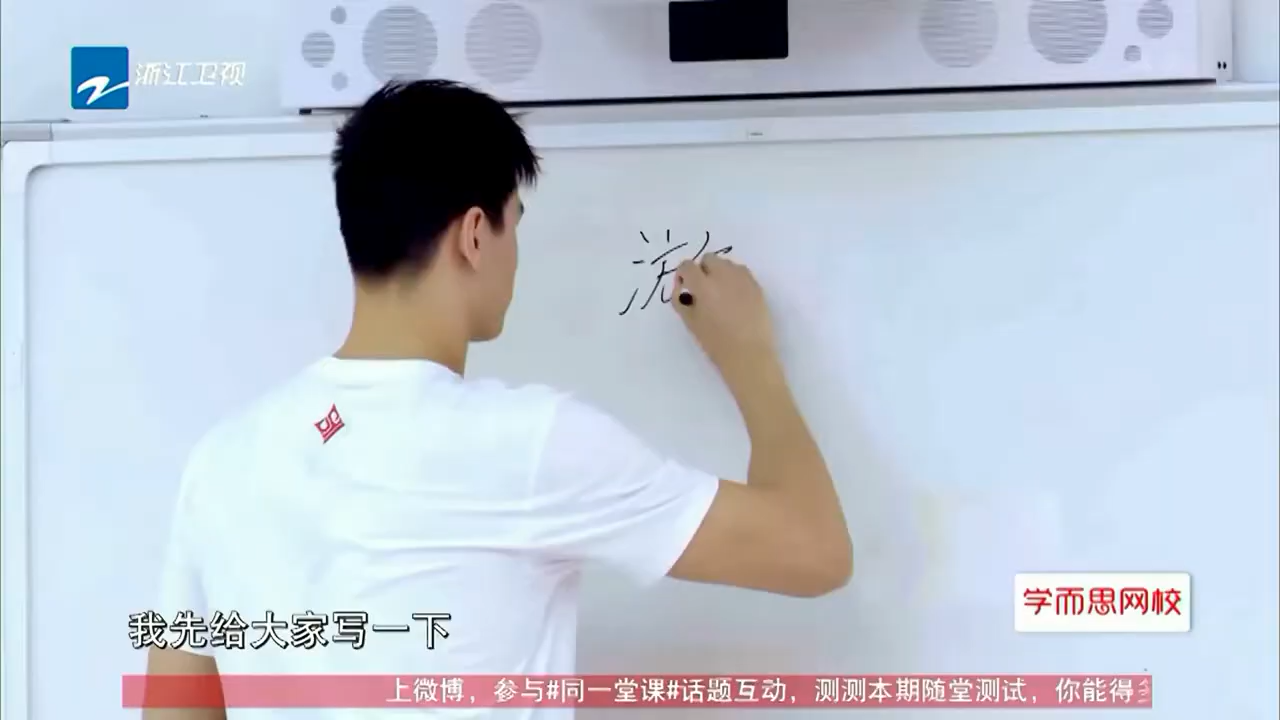 浙江卫视
我先给大家写一下
学而思网校
上微博，参与#同一堂课#话题互动，测测本期随堂测试，你能得